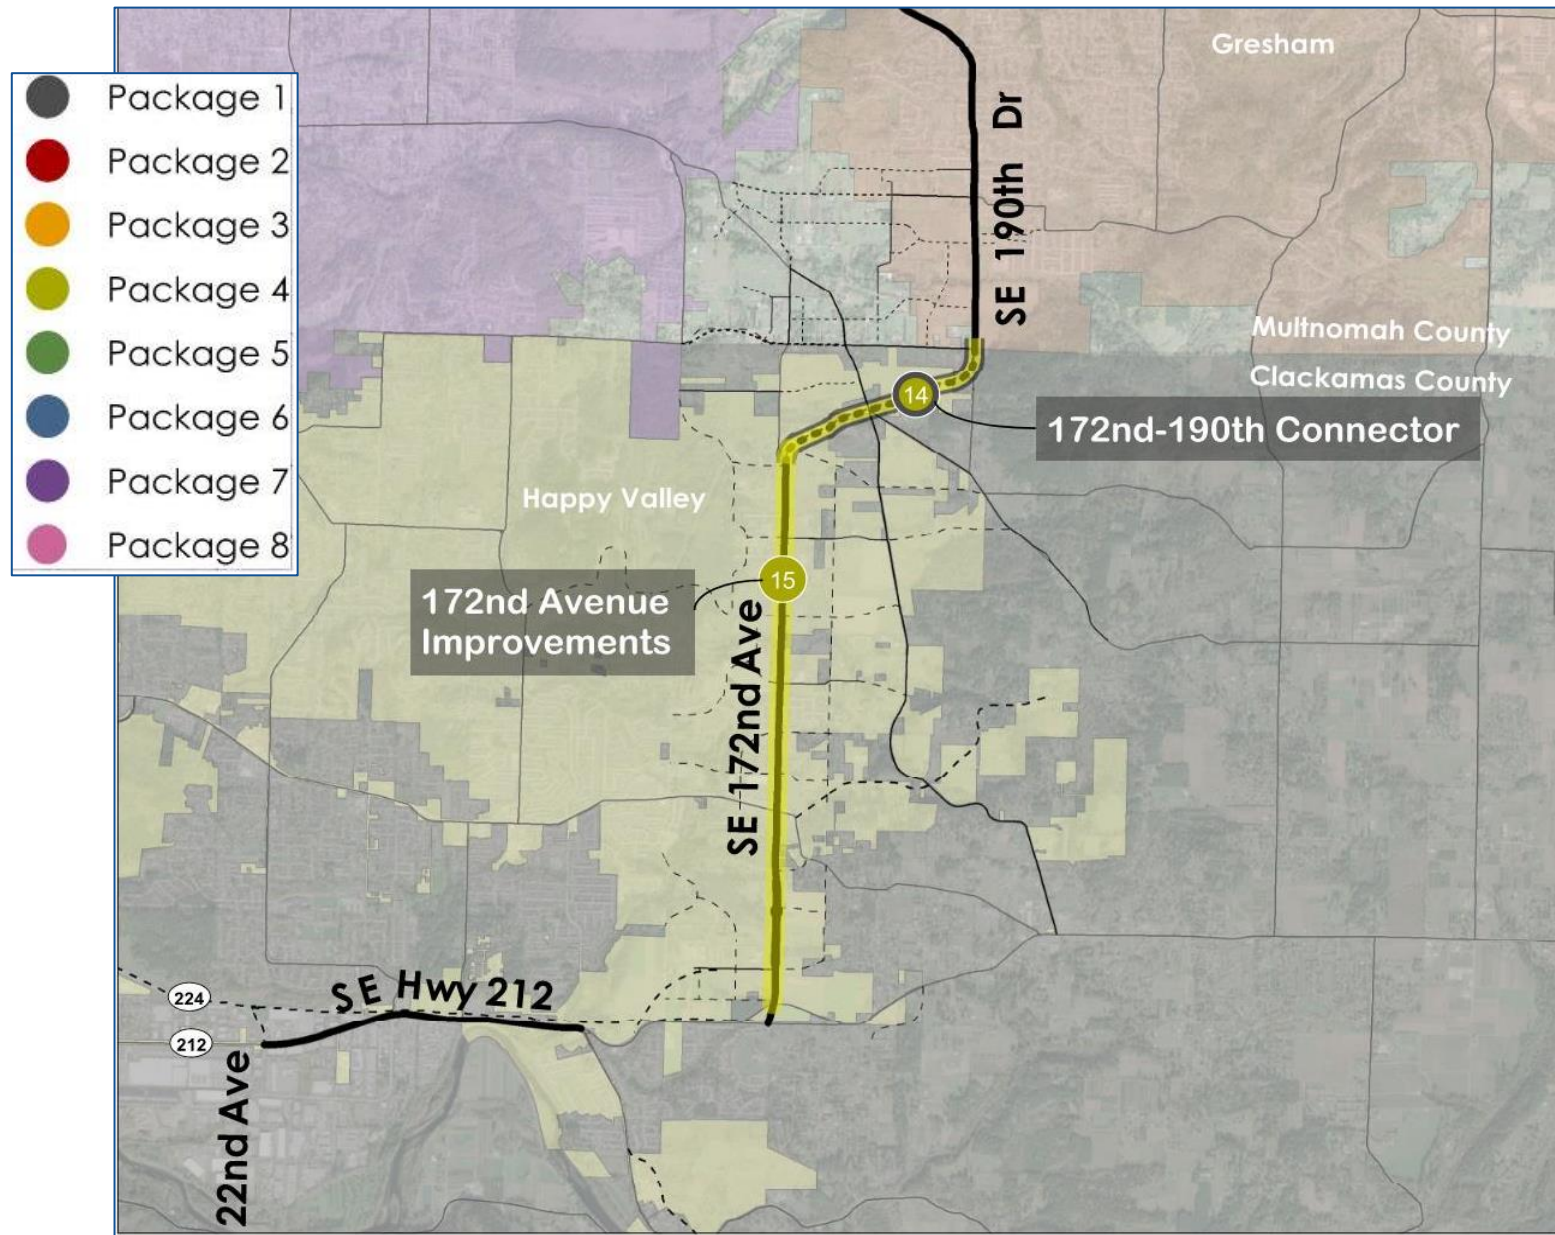 Gresham
Package 1
Package 2
Package 3
Package 4
Package 5
Package 6
Package 7
Package 8
SE 190th Dr
Multnomah County
Clackamas County
14
172nd-190th Connector
Happy Valley
15
172nd Avenue
Improvements
SE 172nd Ave
224
SE Hwy 212
212
22nd Ave